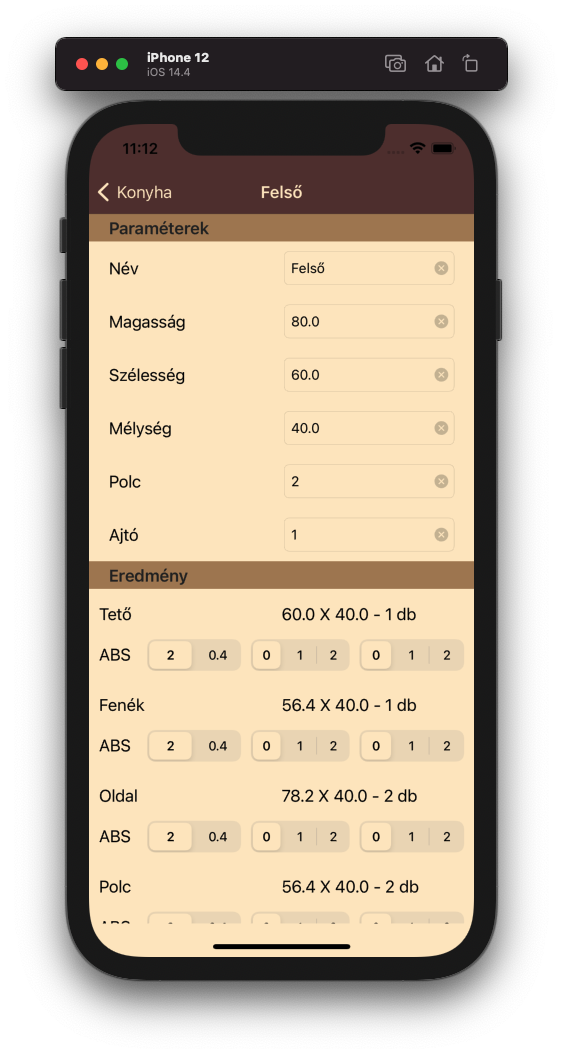 iPhone 12
iOS 14.4
11:12
Konyha Felső
Paraméterek
Név Felső
Magasság 80.0
Szélesség 60.0
Mélység 40.0
Polc 2
Ajtó 1
Eredmény
Tető 60.0 X 40.0 - 1 db
ABS 2 0.4 0 1 2 0 1 2
Fenék 56.4 X 40.0 - 1 db
ABS 2 0.4 0 1 2 0 1 2
Oldal 78.2 X 40.0 - 2 db
ABS 2 0.4 0 1 2 0 1 2
Polc 56.4 X 40.0 - 2 db